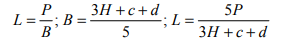 L = P/B; B = (3H + c + d)/5; L = 5P/(3H + c + d)